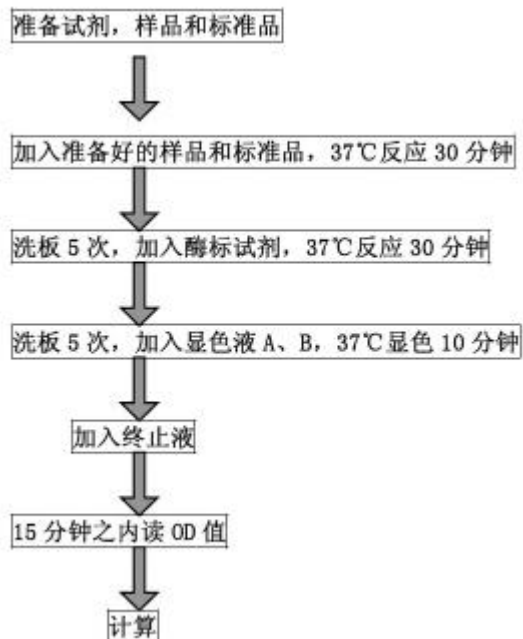 准备试剂，样品和标准品
加入准备好的样品和标准品，37℃反应 30 分钟
洗板 5 次，加入酶标试剂，37℃反应 30 分钟
洗板 5 次，加入显色液 A、B，37℃显色 10 分钟
加入终止液
15 分钟之内读 OD 值
计算